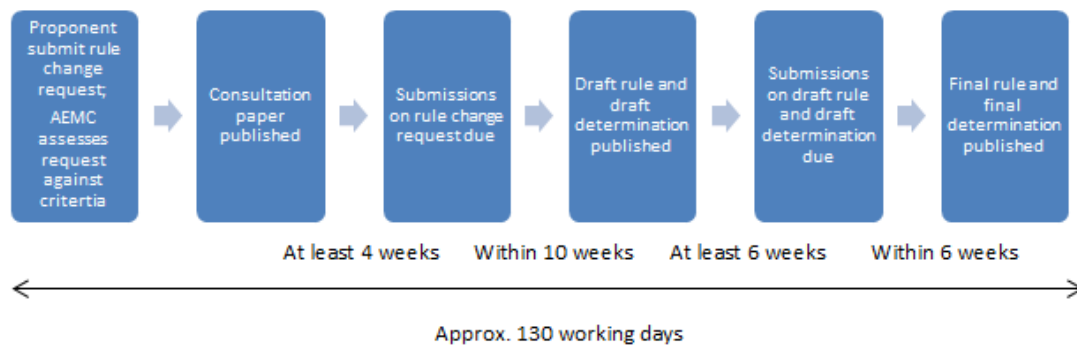 Proponent
submit rule
change
request;
AEMC
assesses
request
against
critertia
Consultation
paper
published
Submissions
on rule change
request due
Draft rule and
draft
determination
published
Submissions
on draft rule
and draft
determination
due
Final rule and
final
determination
published
At least 4 weeks
Within 10 weeks
At least 6 weeks
Within 6 weeks
Approx. 130 working days